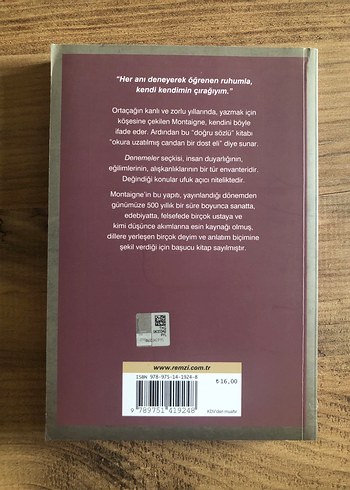 "Her anı deneyerek öğrenen ruhumla,
kendi kendimin çırağıyım."
Ortaçağın kanlı ve zorlu yıllarında, yazmak için
köşesine çekilen Montaigne, kendini böyle
ifade eder. Ardından bu "doğru sözlü" kitabı
"okura uzatılmış candan bir dost eli" diye sunar.
Denemeler seçkisi, insan duyarlığının,
eğilimlerinin, alışkanlıklarının bir tür envanteridir.
Değindiği konular ufuk açıcı niteliktedir.
Montaigne'in bu yapıtı, yayınlandığı dönemden
günümüze 500 yıllık bir süre boyunca sanatta,
edebiyatta, felsefede birçok ustaya ve
kimi düşünce akımlarına esin kaynağı olmuş,
dillere yerleşen birçok deyim ve anlatım biçimine
şekil verdiği için başucu kitap sayılmıştır.
www.remzi.com.tr
ISBN 978-975-14-1924-8
₺16,00
9 789751 419248
KDV'den muaftır